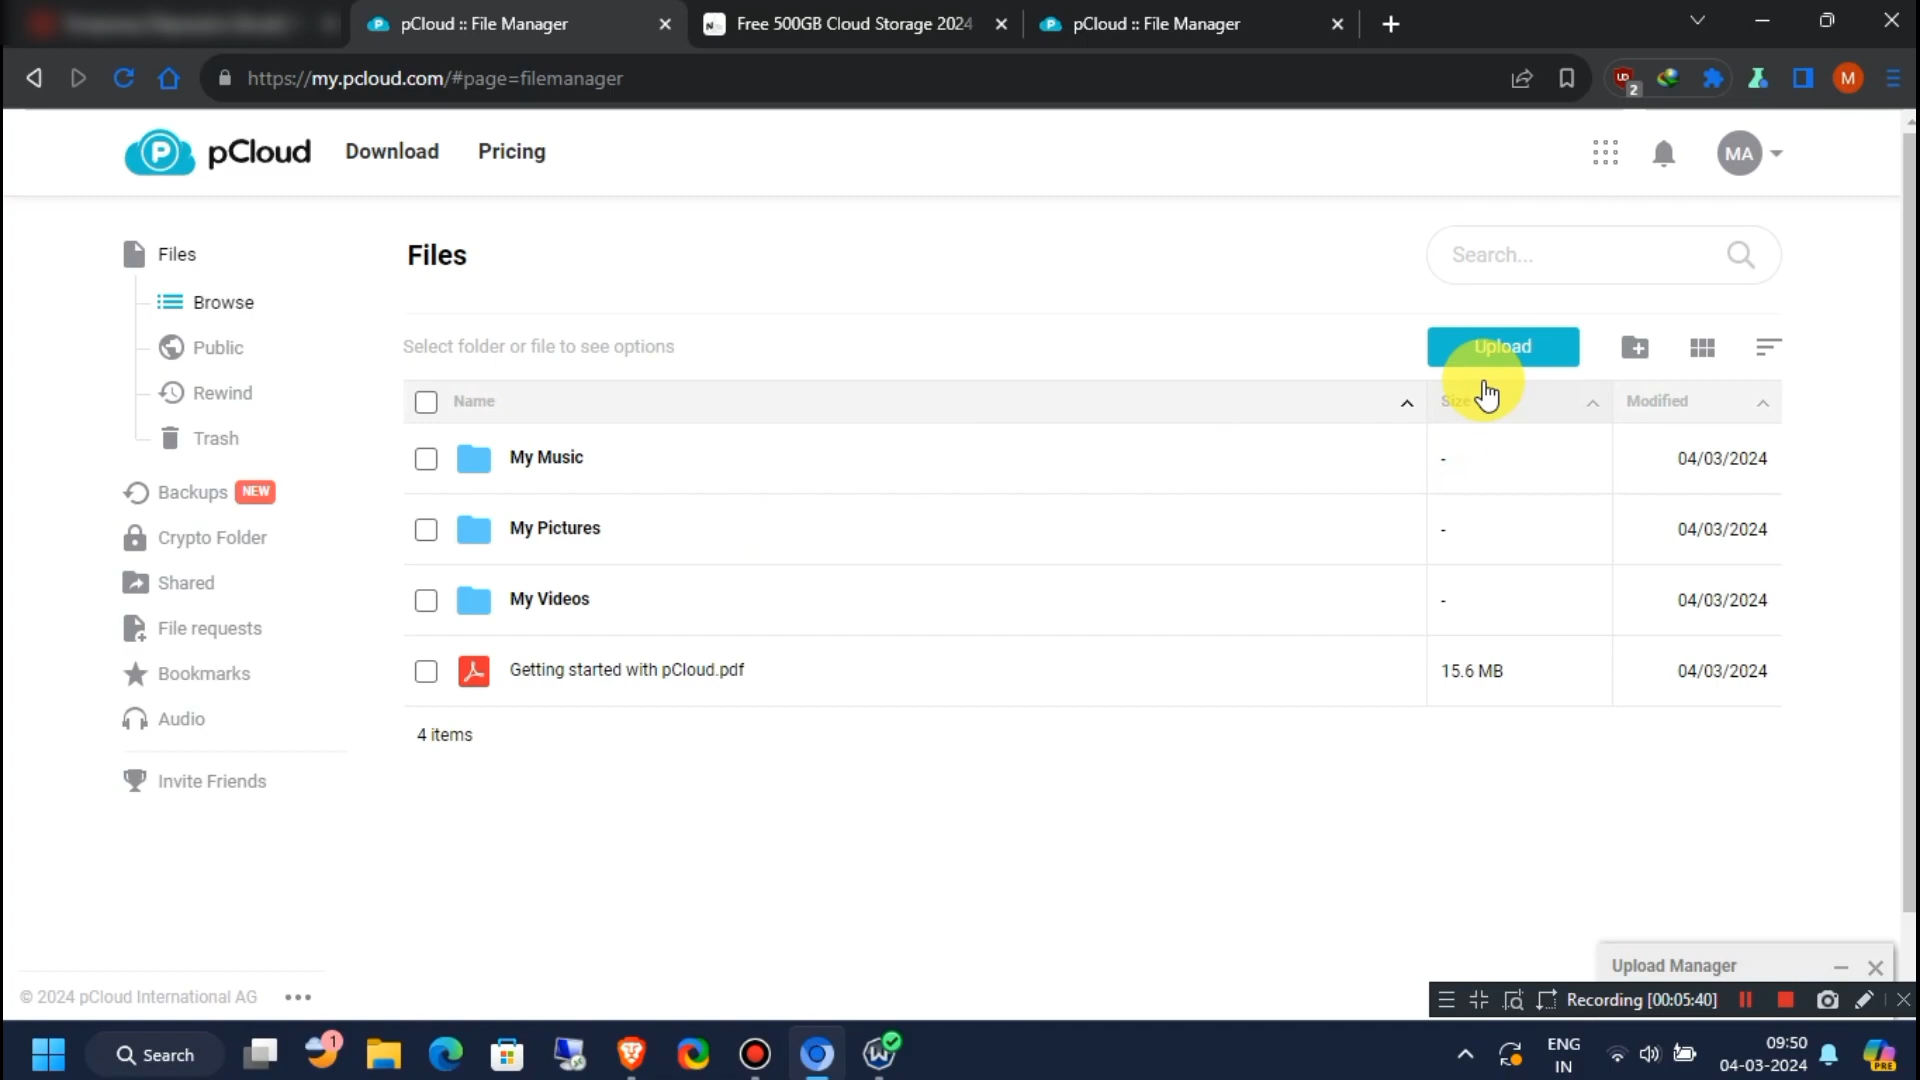 pCloud :: File Manager
Free 500GB Cloud Storage 2024
pCloud :: File Manager
https://my.pcloud.com/#page=filemanager
UD
2
M
P
pCloud
Download
Pricing
MA
Files
Browse
Public
Rewind
Trash
Backups NEW
Crypto Folder
Shared
File requests
Bookmarks
Audio
Invite Friends
Files
Search...
Select folder or file to see options
Upload
Name
Size
Modified
My Music
-
04/03/2024
My Pictures
-
04/03/2024
My Videos
-
04/03/2024
Getting started with pCloud.pdf
15.6 MB
04/03/2024
4 items
© 2024 pCloud International AG
Upload Manager
Recording [00:05:40]
Search
1
ENG
IN
09:50
04-03-2024
PRE